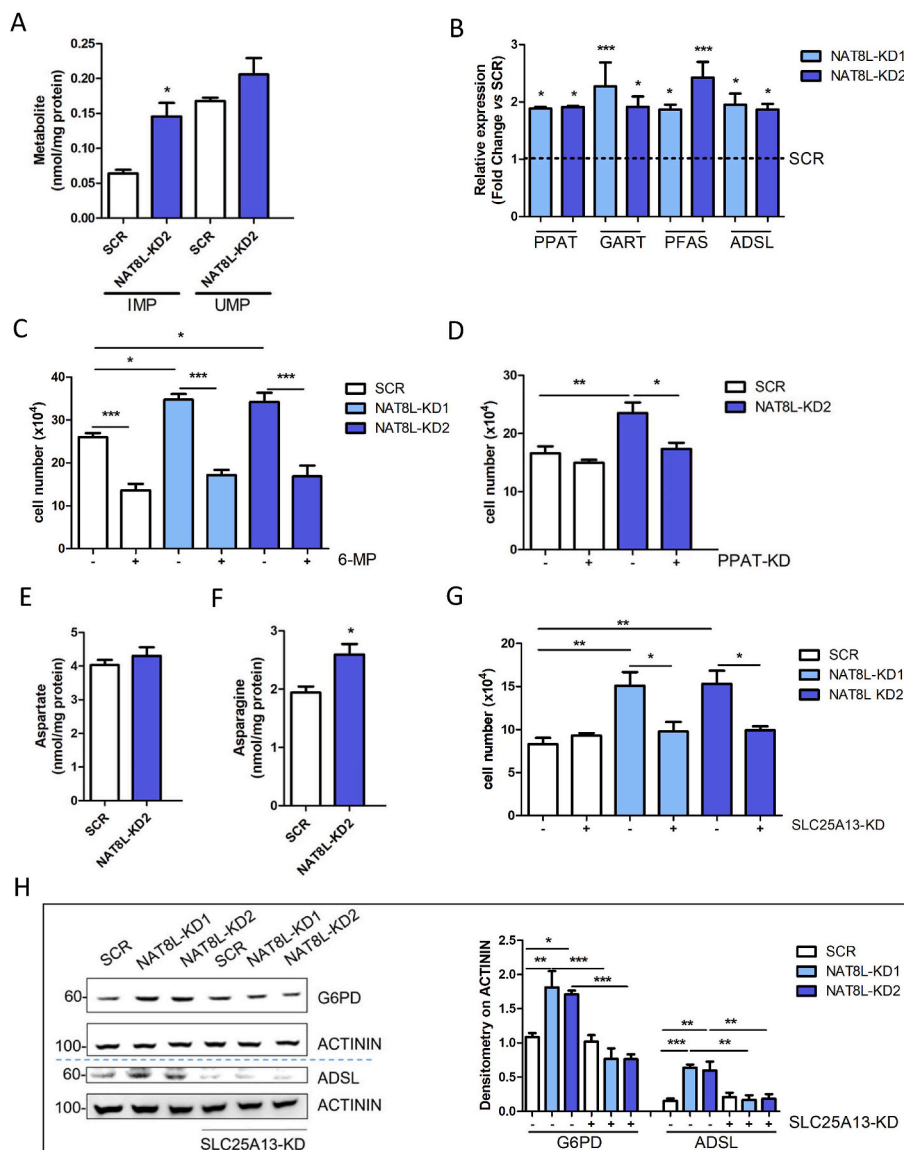 A
Metabolite
(nmol/mg protein)
0.25
0.20
0.15
0.10
0.05
0.00
*
SCR
NAT8L-KD2
SCR
NAT8L-KD2
IMP
UMP
B
Relative expression
(Fold Change vs SCR)
3
2
1
0
* * *** * * *** * *
SCR
PPAT
GART
PFAS
ADSL
NAT8L-KD1
NAT8L-KD2
C
cell number (x10⁴)
40
30
20
10
0
*
*
*** *** ***
- + - + - +
6-MP
SCR
NAT8L-KD1
NAT8L-KD2
D
cell number (x10⁴)
30
20
10
0
** *
- + - +
PPAT-KD
SCR
NAT8L-KD2
E
Aspartate
(nmol/mg protein)
5
4
3
2
1
0
SCR
NAT8L-KD2
F
Asparagine
(nmol/mg protein)
3
2
1
0
*
SCR
NAT8L-KD2
G
cell number (x10⁴)
20
15
10
5
0
**
**
* *
- + - + - +
SLC25A13-KD
SCR
NAT8L-KD1
NAT8L KD2
H
SCR
NAT8L-KD1
NAT8L-KD2
SCR
NAT8L-KD1
NAT8L-KD2
60-
G6PD
100-
ACTININ
60-
ADSL
100-
ACTININ
SLC25A13-KD
Densitometry on ACTININ
2.5
2.0
1.5
1.0
0.5
0.0
*
** ***
***
** **
*** **
- - - + + + - - - + + +
SLC25A13-KD
G6PD
ADSL
SCR
NAT8L-KD1
NAT8L-KD2